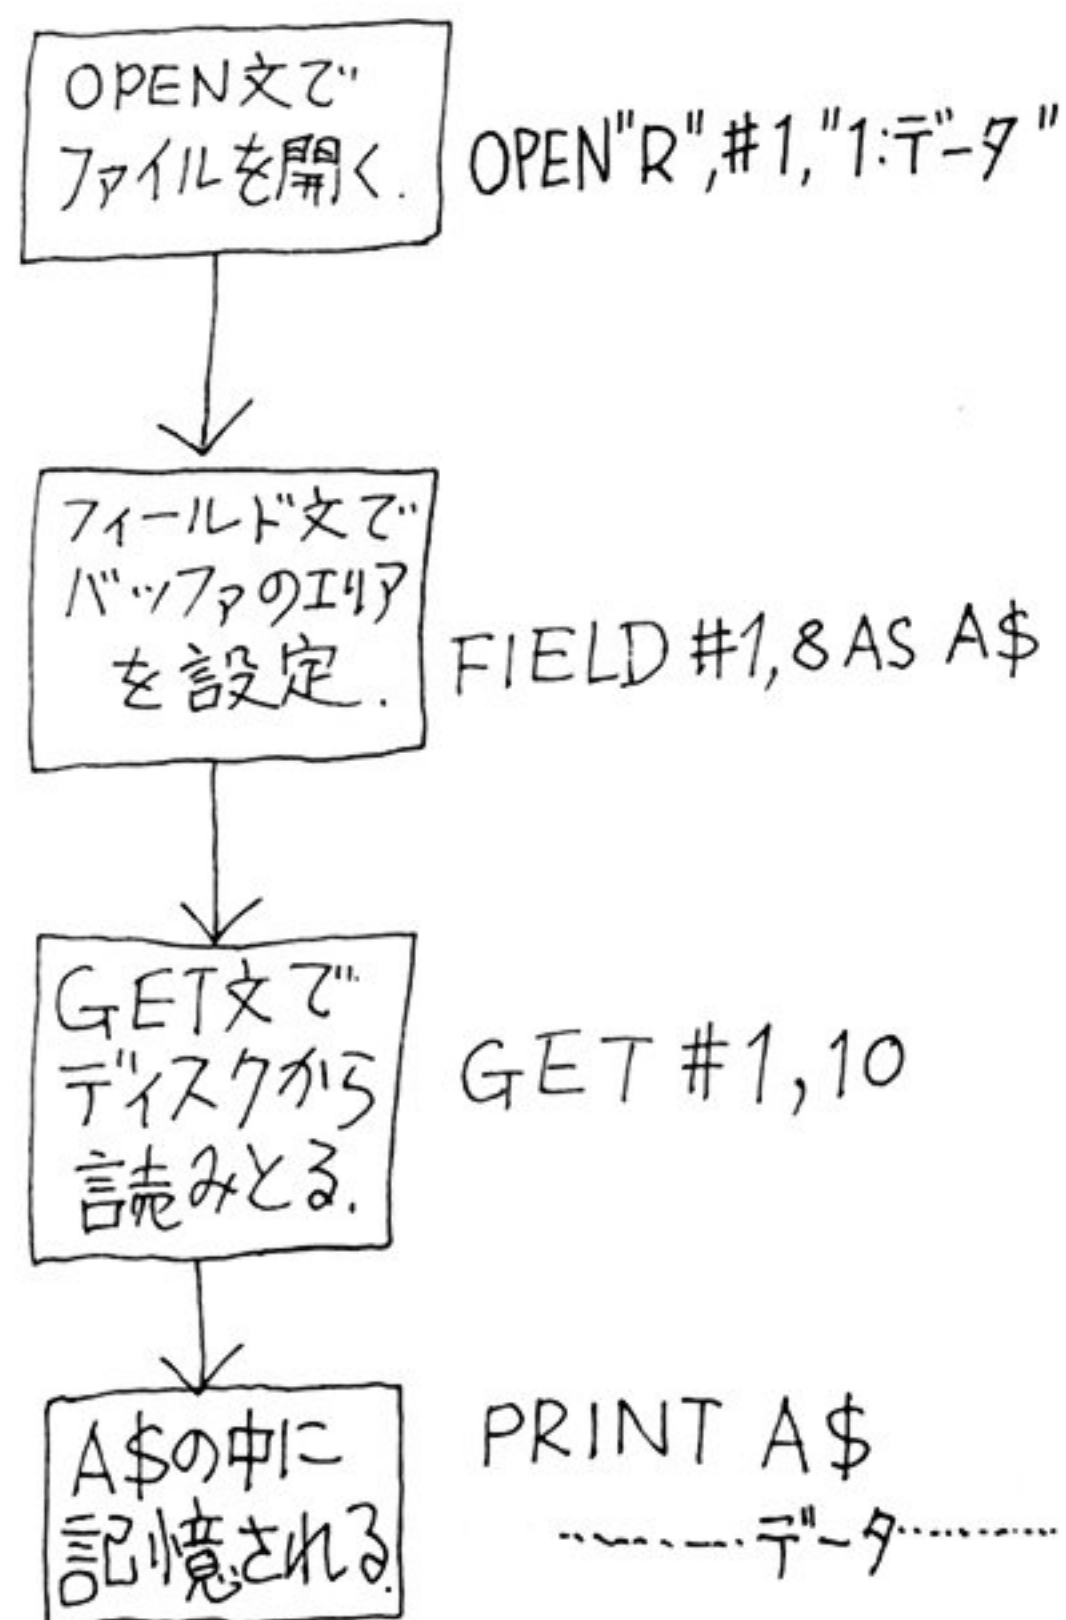 OPEN文で
ファイルを開く.
OPEN"R",#1,"1:データ"
フィールド文で
バッファのエリア
を設定.
FIELD #1,8 AS A$
GET文で
ディスクから
読みとる.
GET #1,10
A$の中に
記憶される.
PRINT A$
………データ………